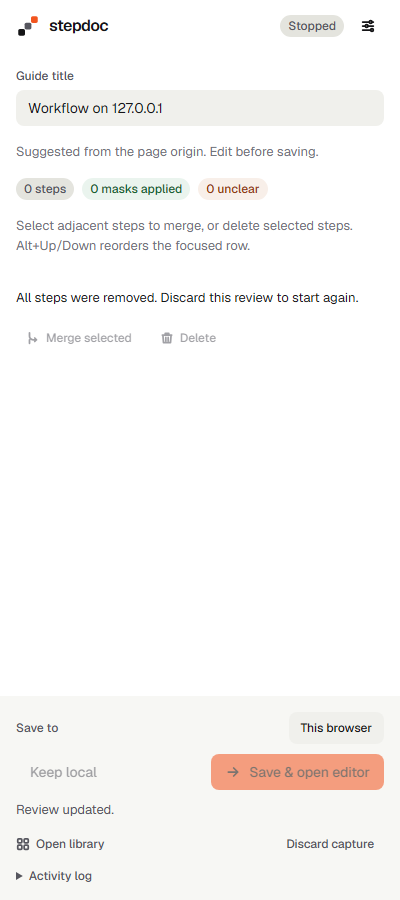 stepdoc
Stopped
Guide title
Workflow on 127.0.0.1
Suggested from the page origin. Edit before saving.
0 steps
0 masks applied
0 unclear
Select adjacent steps to merge, or delete selected steps.
Alt+Up/Down reorders the focused row.
All steps were removed. Discard this review to start again.
Merge selected
Delete
Save to
This browser
Keep local
Save & open editor
Review updated.
Open library
Discard capture
Activity log